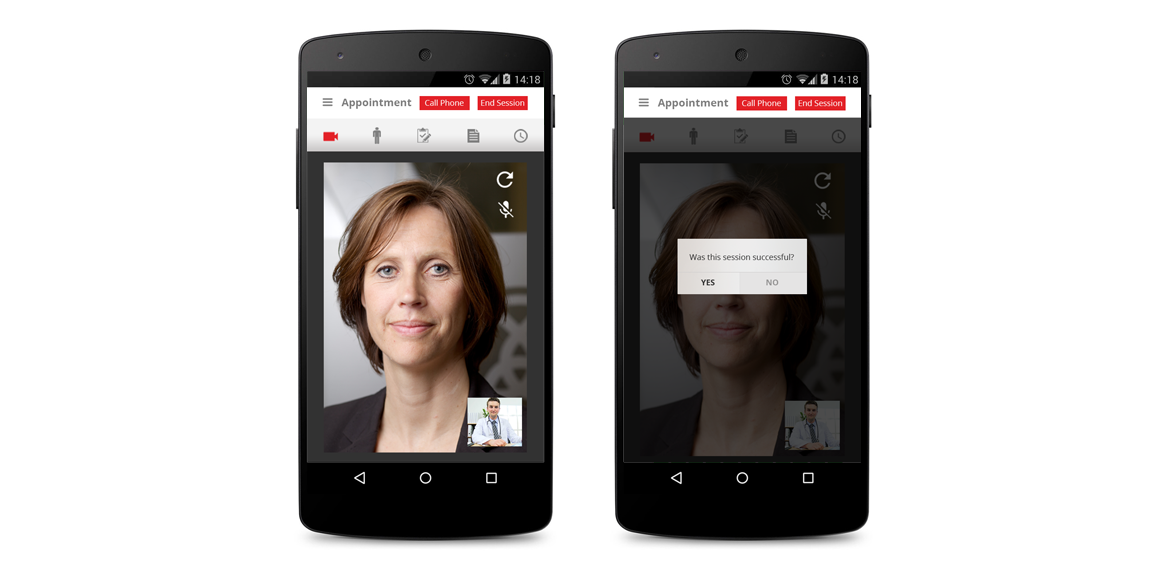 14:18
Appointment Call Phone End Session
14:18
Appointment Call Phone End Session
Was this session successful?
YES NO